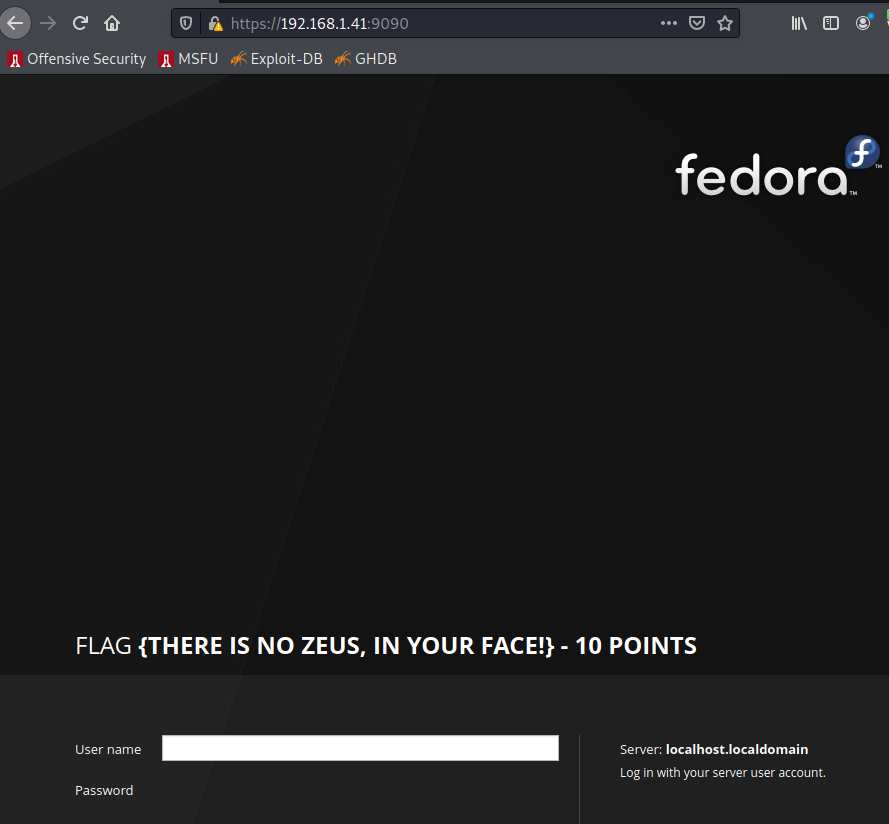 https://192.168.1.41:9090
Offensive Security MSFU Exploit-DB GHDB
fedora™
FLAG {THERE IS NO ZEUS, IN YOUR FACE!} - 10 POINTS
User name
Server: localhost.localdomain
Log in with your server user account.
Password